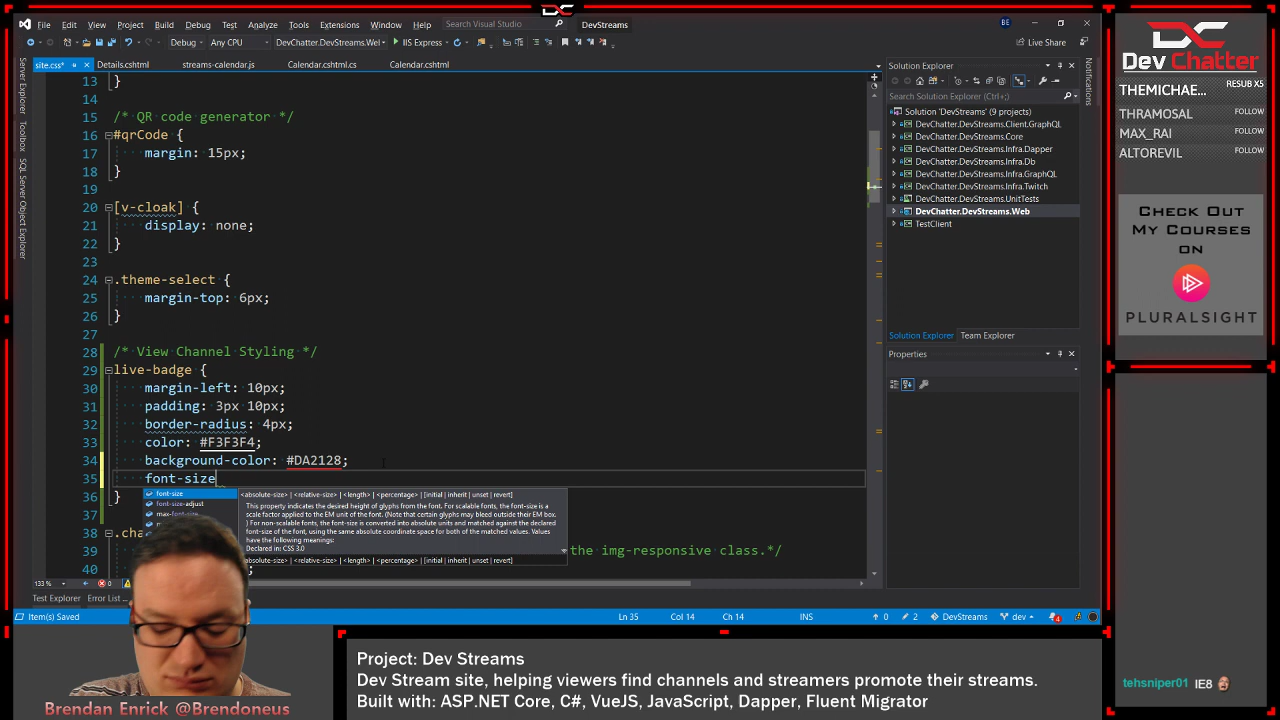 File Edit View Project Build Debug Test Analyze Tools Extensions Window Help Search Visual Studio DevStreams BE
Debug Any CPU DevChatter.DevStreams.Wel IIS Express Live Share
site.css* Details.cshtml streams-calendar.js Calendar.cshtml.cs Calendar.cshtml
Server Explorer
Toolbox
SQL Server Object Explorer
13 }
14
15 /* QR code generator */
16 #qrCode {
17 margin: 15px;
18 }
19
20 [v-cloak] {
21 display: none;
22 }
23
24 .theme-select {
25 margin-top: 6px;
26 }
27
28 /* View Channel Styling */
29 live-badge {
30 margin-left: 10px;
31 padding: 3px 10px;
32 border-radius: 4px;
33 color: #F3F3F4;
34 background-color: #DA2128;
35 font-size
36 }
37
38 .cha
39 the img-responsive class.*/
40 ;
font-size
font-size-adjust
max-font-size
<absolute-size> | <relative-size> | <length> | <percentage> | [initial | inherit | unset | revert]
This property indicates the desired height of glyphs from the font. For scalable fonts, the font-size is a
scale factor applied to the EM unit of the font. (Note that certain glyphs may bleed outside their EM box.
) For non-scalable fonts, the font-size is converted into absolute units and matched against the declared
font-size of the font, using the same absolute coordinate space for both of the matched values. Values
have the following meanings:
Declared in: CSS 3.0
absolute-size> | <relative-size> | <length> | <percentage> | [initial | inherit | unset | revert]
133 % 0
Test Explorer Error List ...
Item(s) Saved Ln 35 Col 14 Ch 14 INS 0 2 DevStreams dev 4
Solution Explorer
Search Solution Explorer (Ctrl+;)
Solution 'DevStreams' (9 projects)
DevChatter.DevStreams.Client.GraphQL
DevChatter.DevStreams.Core
DevChatter.DevStreams.Infra.Dapper
DevChatter.DevStreams.Infra.Db
DevChatter.DevStreams.Infra.GraphQL
DevChatter.DevStreams.Infra.Twitch
DevChatter.DevStreams.UnitTests
DevChatter.DevStreams.Web
TestClient
Solution Explorer Team Explorer
Properties
Notifications
Dev Chatter
THEMICHAE... RESUB X5
THRAMOSAL FOLLOW
MAX_RAI FOLLOW
ALTOREVIL FOLLOW
CHECK OUT
MY COURSES
ON
PLURALSIGHT
tehsniper01 IE8
Brendan Enrick @Brendoneus
Project: Dev Streams
Dev Stream site, helping viewers find channels and streamers promote their streams.
Built with: ASP.NET Core, C#, VueJS, JavaScript, Dapper, Fluent Migrator